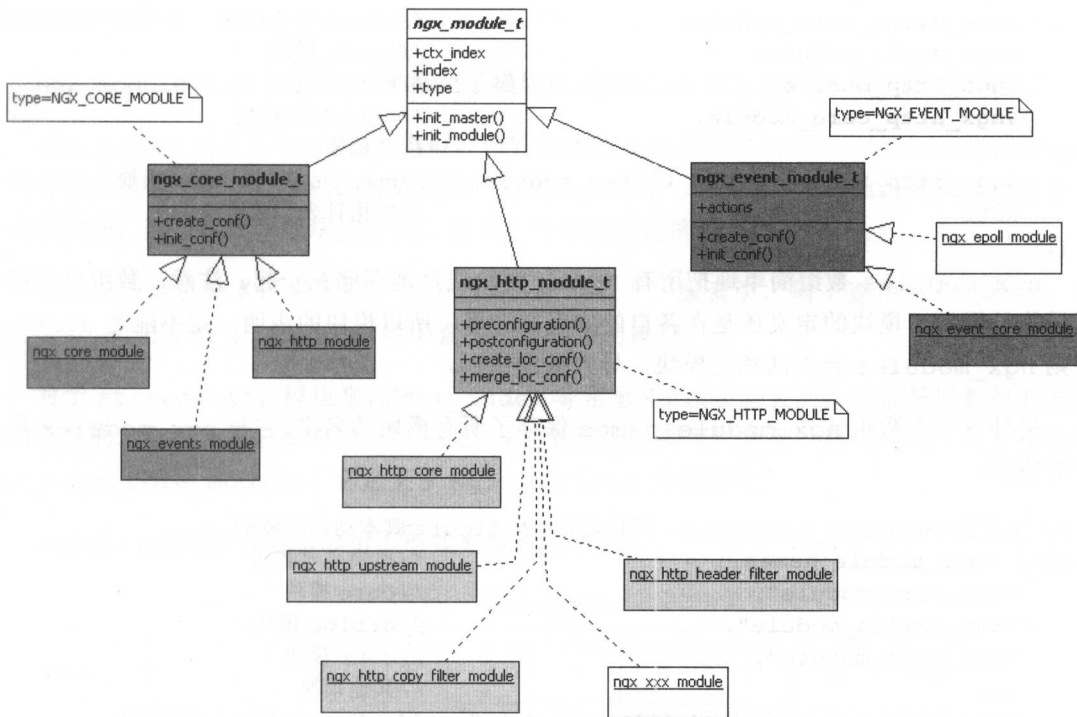 ngx_module_t
+ctx_index
+index
+type
+init_master()
+init_module()
type=NGX_CORE_MODULE
type=NGX_EVENT_MODULE
ngx_core_module_t
+create_conf()
+init_conf()
ngx_event_module_t
+actions
+create_conf()
+init_conf()
ngx_epoll_module
ngx_http_module_t
+preconfiguration()
+postconfiguration()
+create_loc_conf()
+merge_loc_conf()
ngx_core_module
ngx_http_module
ngx_event_core_module
type=NGX_HTTP_MODULE
ngx_events_module
ngx_http_core_module
ngx_http_upstream_module
ngx_http_header_filter_module
ngx_http_copy_filter_module
ngx_xxx_module